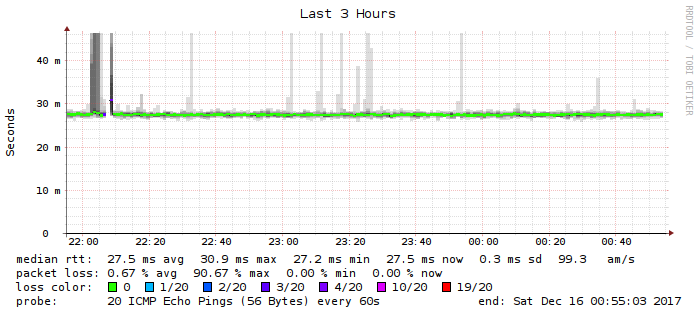 Last 3 Hours
RRDTOOL / TOBI OETIKER
Seconds
40 m
30 m
20 m
10 m
0
22:00 22:20 22:40 23:00 23:20 23:40 00:00 00:20 00:40
median rtt: 27.5 ms avg 30.9 ms max 27.2 ms min 27.5 ms now 0.3 ms sd 99.3 am/s
packet loss: 0.67 % avg 90.67 % max 0.00 % min 0.00 % now
loss color: 0 1/20 2/20 3/20 4/20 10/20 19/20
probe: 20 ICMP Echo Pings (56 Bytes) every 60s end: Sat Dec 16 00:55:03 2017